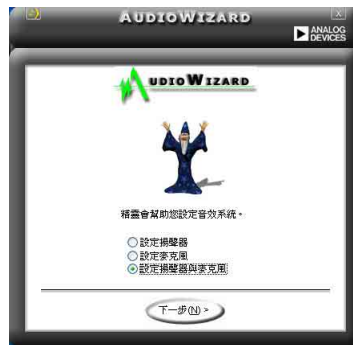 AUDIOWIZARD
ANALOG
DEVICES
AUDIO WIZARD
精靈會幫助您設定音效系統。
設定揚聲器
設定麥克風
設定揚聲器與麥克風
下一步(N) >